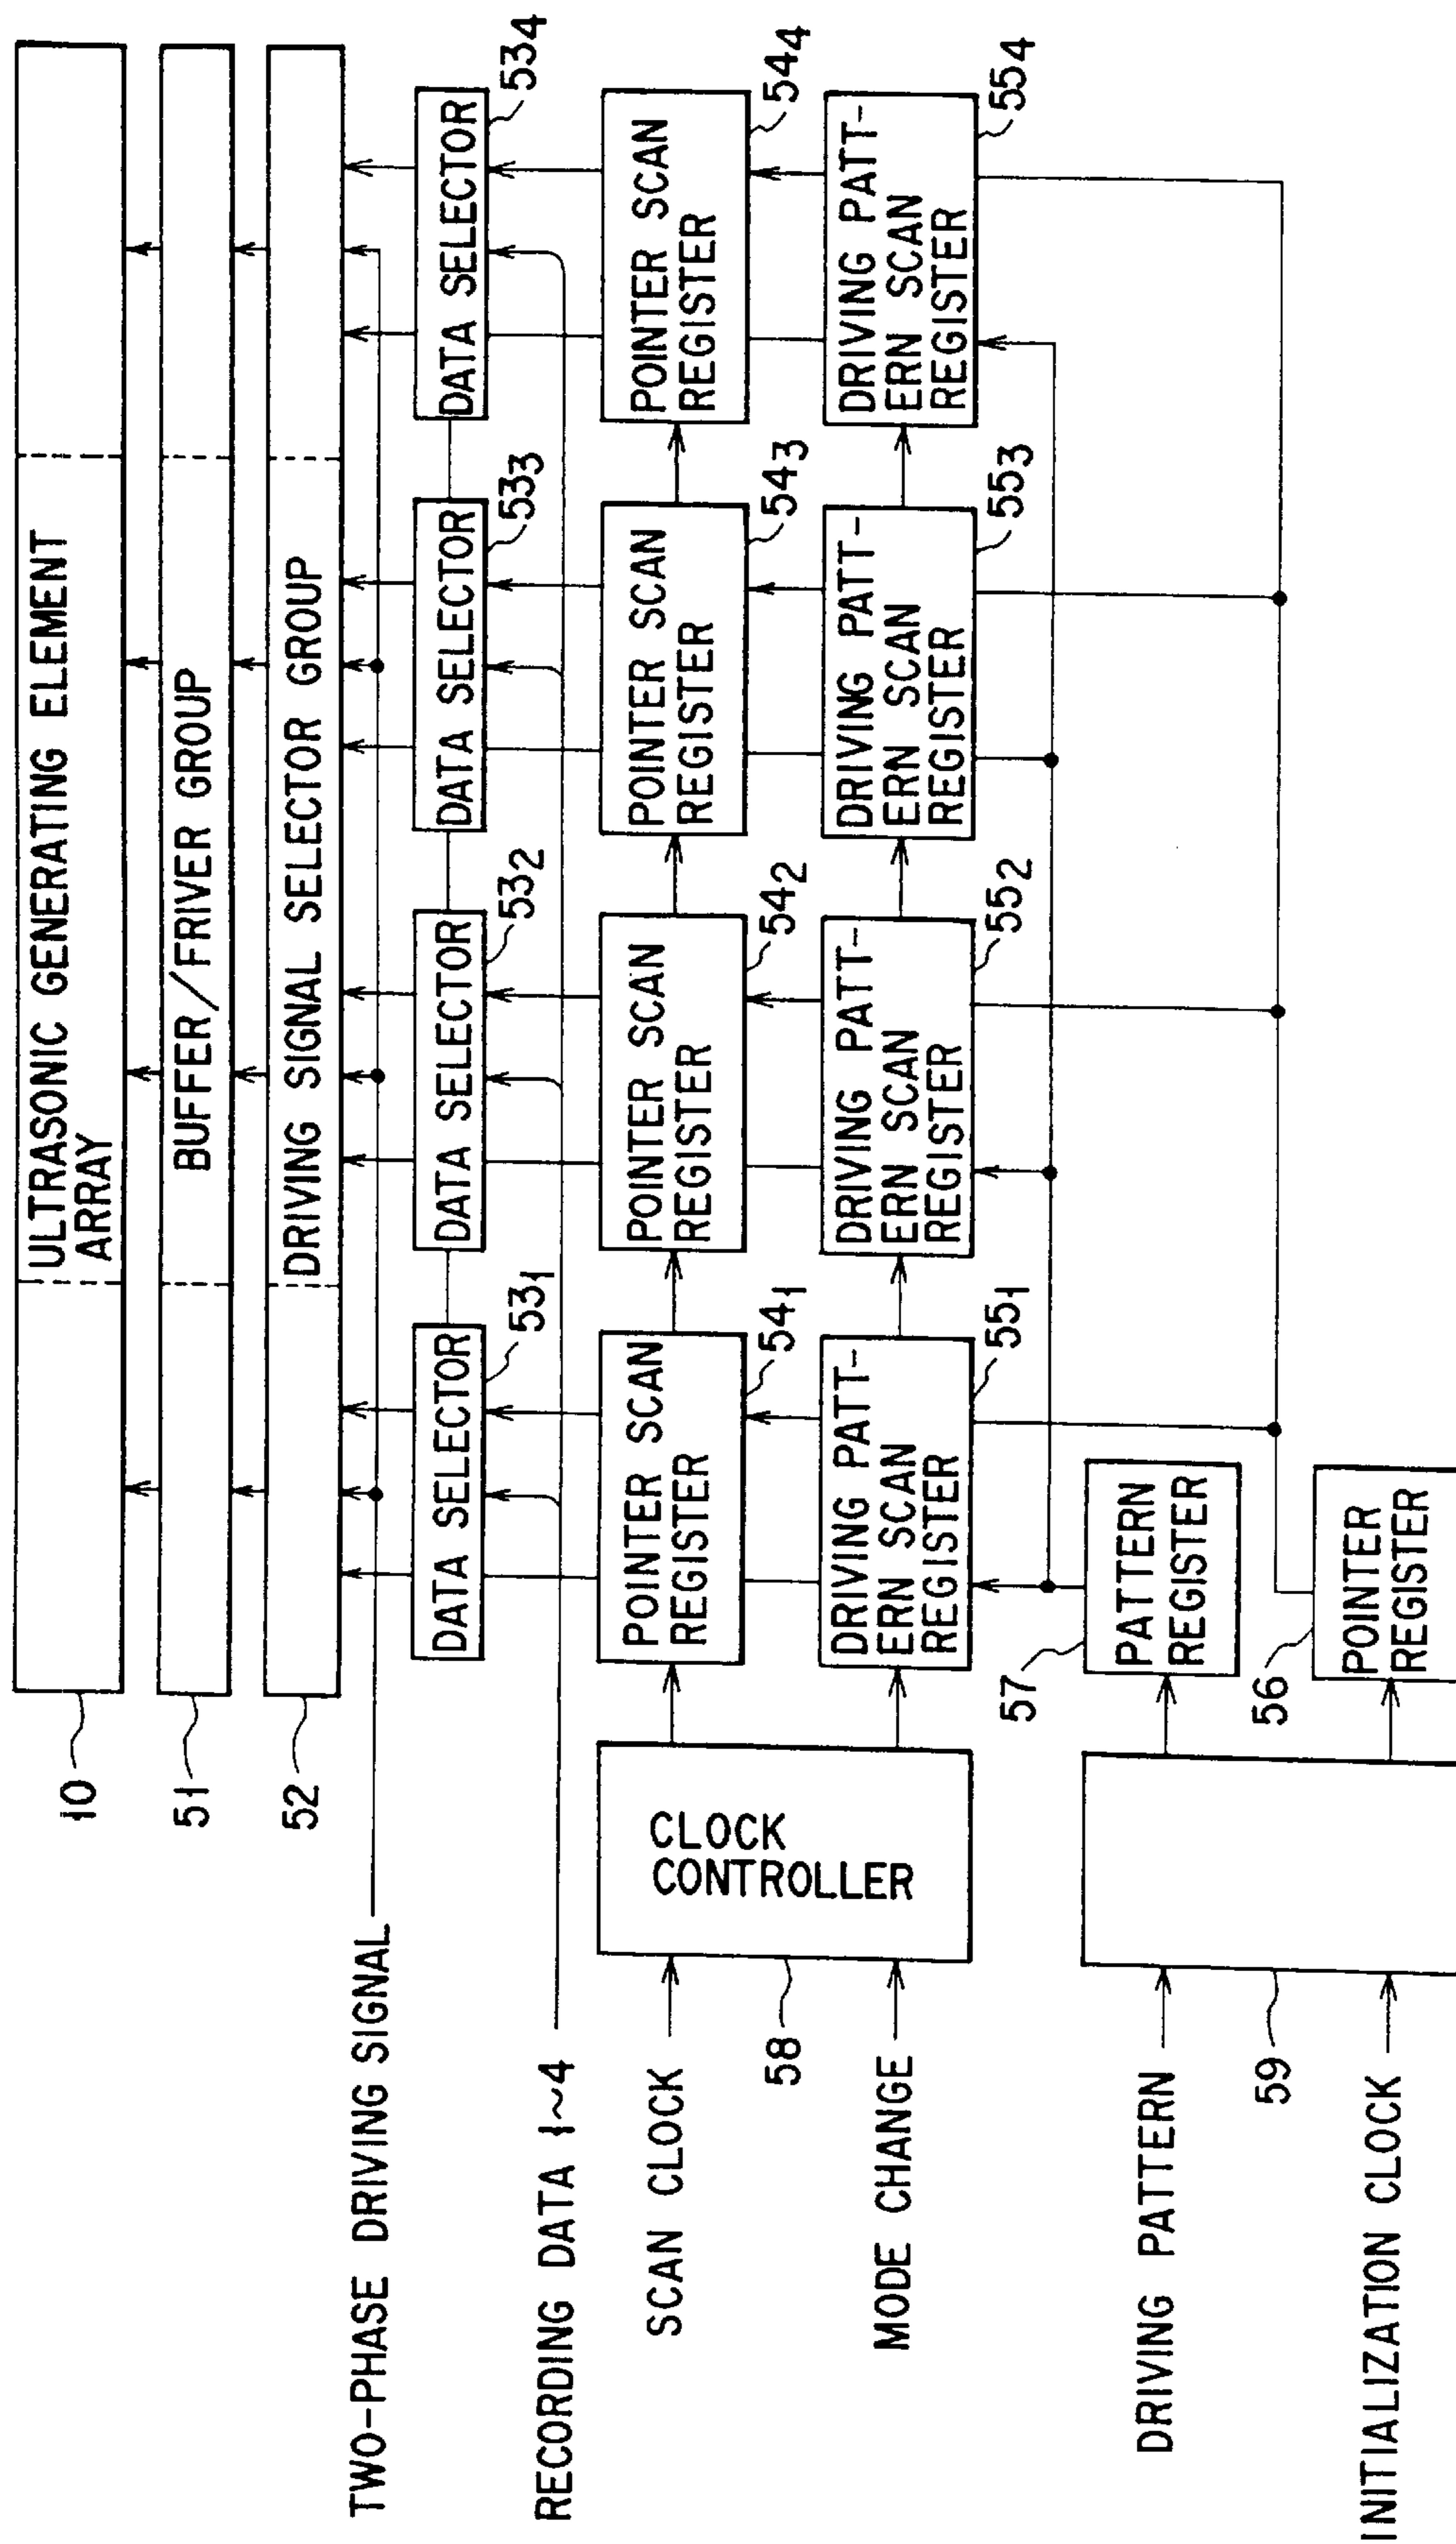 ULTRASONIC GENERATING ELEMENT
ARRAY
10
BUFFER/FRIVER GROUP
51
DRIVING SIGNAL SELECTOR GROUP
52
TWO-PHASE DRIVING SIGNAL
DATA SELECTOR
53₁
DATA SELECTOR
53₂
DATA SELECTOR
53₃
DATA SELECTOR
53₄
RECORDING DATA 1~4
SCAN CLOCK
MODE CHANGE
CLOCK
CONTROLLER
58
POINTER SCAN
REGISTER
54₁
POINTER SCAN
REGISTER
54₂
POINTER SCAN
REGISTER
54₃
POINTER SCAN
REGISTER
54₄
DRIVING PATT-
ERN SCAN
REGISTER
55₁
DRIVING PATT-
ERN SCAN
REGISTER
55₂
DRIVING PATT-
ERN SCAN
REGISTER
55₃
DRIVING PATT-
ERN SCAN
REGISTER
55₄
57
PATTERN
REGISTER
DRIVING PATTERN
59
56
POINTER
REGISTER
INITIALIZATION CLOCK